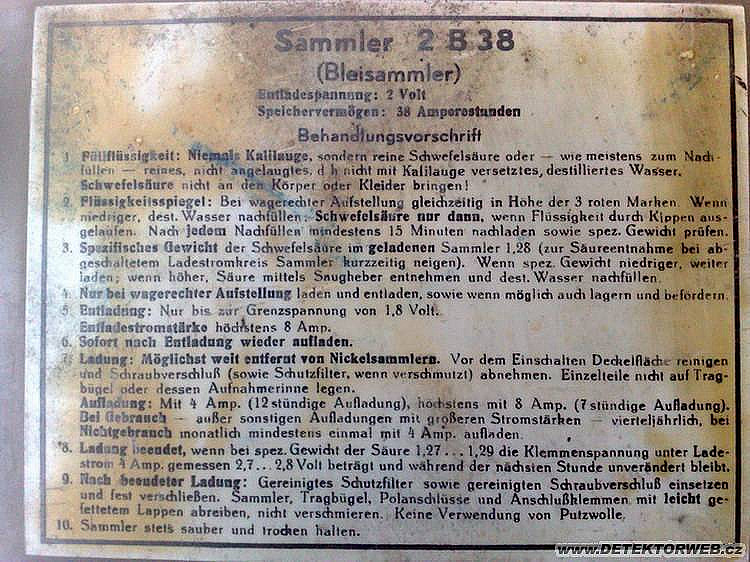 Sammler 2 B 38
(Bleisammler)
Entladespannung: 2 Volt
Speichervermögen: 38 Amperestunden
Behandlungsvorschrift
1. Füllflüssigkeit: Niemals Kalilauge, sondern reine Schwefelsäure oder — wie meistens zum Nach-
füllen — reines, nicht angelaugtes, d h nicht mit Kalilauge versetztes, destilliertes Wasser.
Schwefelsäure nicht an den Körper oder Kleider bringen!
2. Flüssigkeitsspiegel: Bei wagerechter Aufstellung gleichzeitig in Höhe der 3 roten Marken. Wenn
niedriger, dest. Wasser nachfüllen; Schwefelsäure nur dann, wenn Flüssigkeit durch Kippen aus-
gelaufen. Nach jedem Nachfüllen mindestens 15 Minuten nachladen sowie spez. Gewicht prüfen.
3. Spezifisches Gewicht der Schwefelsäure im geladenen Sammler 1,28 (zur Säureentnahme bei ab-
geschaltetem Ladestromkreis Sammler kurzzeitig neigen). Wenn spez. Gewicht niedriger, weiter
laden; wenn höher, Säure mittels Saugheber entnehmen und dest. Wasser nachfüllen.
4. Nur bei wagerechter Aufstellung laden und entladen, sowie wenn möglich auch lagern und befördern.
5. Entladung: Nur bis zur Grenzspannung von 1,8 Volt.
Entladestromstärke höchstens 8 Amp.
6. Sofort nach Entladung wieder aufladen.
7. Ladung: Möglichst weit entfernt von Nickelsammlern. Vor dem Einschalten Deckelfläche reinigen
und Schraubverschluß (sowie Schutzfilter, wenn verschmutzt) abnehmen. Einzelteile nicht auf Trag-
bügel oder dessen Aufnahmerinne legen.
Aufladung: Mit 4 Amp. (12 stündige Aufladung), höchstens mit 8 Amp. (7 stündige Aufladung).
Bei Gebrauch — außer sonstigen Aufladungen mit größeren Stromstärken — vierteljährlich, bei
Nichtgebrauch monatlich mindestens einmal mit 4 Amp. aufladen.
8. Ladung beendet, wenn bei spez. Gewicht der Säure 1,27...1,29 die Klemmenspannung unter Lade-
strom 4 Amp. gemessen 2,7...2,8 Volt beträgt und während der nächsten Stunde unverändert bleibt.
9. Nach beendeter Ladung: Gereinigtes Schutzfilter sowie gereinigten Schraubverschluß einsetzen
und fest verschließen. Sammler, Tragbügel, Polanschlüsse und Anschlußklemmen mit leicht ge-
fettetem Lappen abreiben, nicht verschmieren. Keine Verwendung von Putzwolle.
10. Sammler stets sauber und trocken halten.
www.DETEKTORWEB.cz